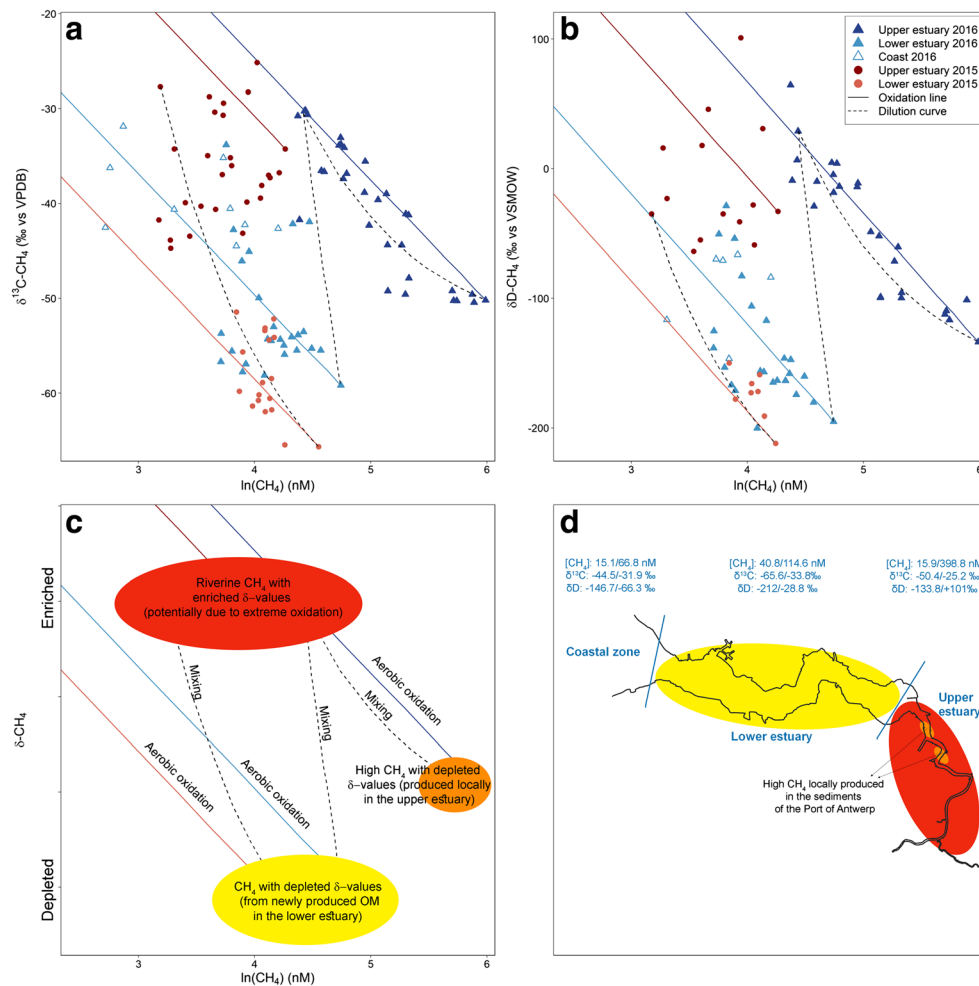 a
-20
-30
-40
-50
-60
δ¹³C-CH₄ (‰ vs VPDB)
3
4
5
6
ln(CH₄) (nM)
b
100
0
-100
-200
δD-CH₄ (‰ vs VSMOW)
3
4
5
6
ln(CH₄) (nM)
Upper estuary 2016
Lower estuary 2016
Coast 2016
Upper estuary 2015
Lower estuary 2015
Oxidation line
Dilution curve
c
Enriched
δ−CH₄
Depleted
Riverine CH₄ with
enriched δ-values
(potentially due to extreme oxidation)
Mixing
Mixing
Mixing
Aerobic oxidation
Aerobic oxidation
Aerobic oxidation
High CH₄ with depleted
δ−values (produced locally
in the upper estuary)
CH₄ with depleted δ−values
(from newly produced OM
in the lower estuary)
3
4
5
6
ln(CH₄) (nM)
d
[CH₄]: 15.1/66.8 nM
δ¹³C: -44.5/-31.9 ‰
δD: -146.7/-66.3 ‰
[CH₄]: 40.8/114.6 nM
δ¹³C: -65.6/-33.8‰
δD: -212/-28.8 ‰
[CH₄]: 15.9/398.8 nM
δ¹³C: -50.4/-25.2 ‰
δD: -133.8/+101‰
Coastal zone
Lower estuary
Upper
estuary
High CH₄ locally produced
in the sediments
of the Port of Antwerp